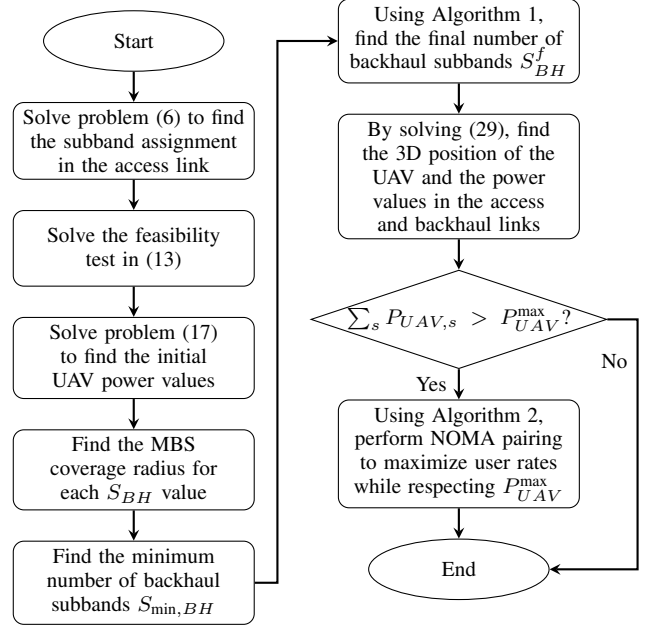 Start
Solve problem (6) to find
the subband assignment
in the access link
Solve the feasibility
test in (13)
Solve problem (17)
to find the initial
UAV power values
Find the MBS
coverage radius for
each $S_{BH}$ value
Find the minimum
number of backhaul
subbands $S_{\min,BH}$
Using Algorithm 1,
find the final number of
backhaul subbands $S_{BH}^{f}$
By solving (29), find
the 3D position of the
UAV and the power
values in the access
and backhaul links
$\sum_s P_{UAV,s} > P_{UAV}^{\max}$?
No
Yes
Using Algorithm 2,
perform NOMA pairing
to maximize user rates
while respecting $P_{UAV}^{\max}$
End